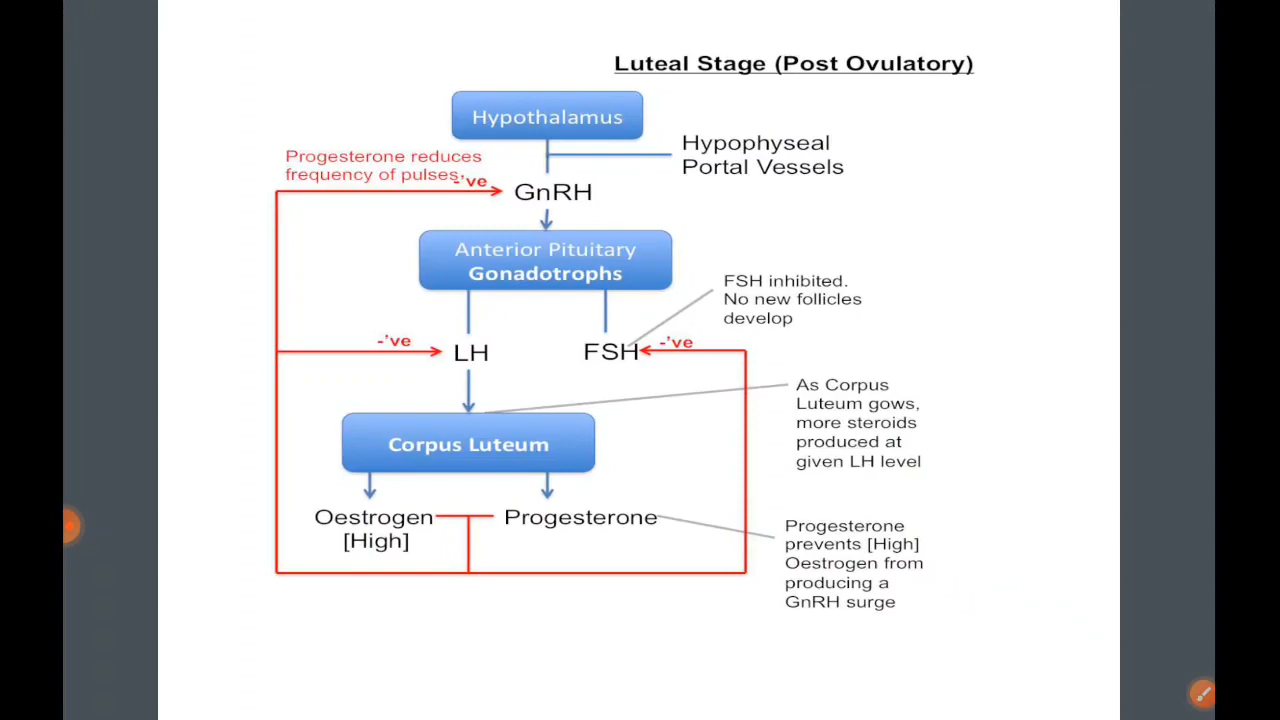 Luteal Stage (Post Ovulatory)
Hypothalamus
Hypophyseal
Portal Vessels
Progesterone reduces
frequency of pulses,
-'ve
GnRH
Anterior Pituitary
Gonadotrophs
FSH inhibited.
No new follicles
develop
-'ve
LH
FSH
-'ve
As Corpus
Luteum gows,
more steroids
produced at
given LH level
Corpus Luteum
Oestrogen
[High]
Progesterone
Progesterone
prevents [High]
Oestrogen from
producing a
GnRH surge